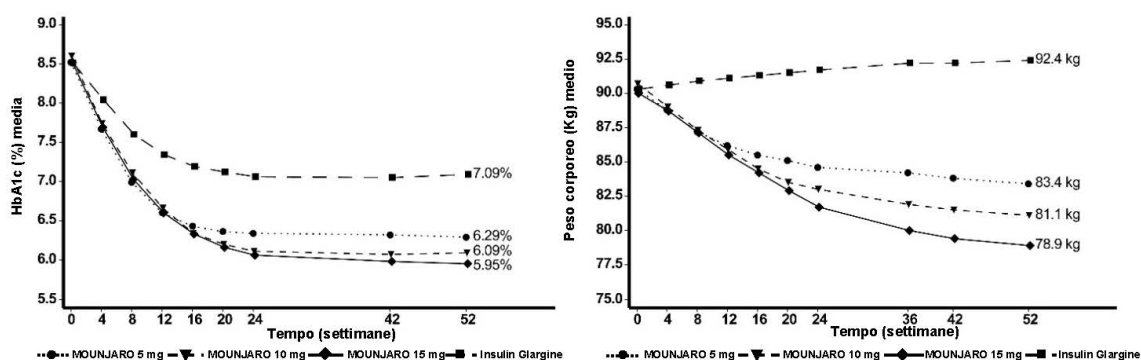 HbA1c (%) media
9.0
8.5
8.0
7.5
7.0
6.5
6.0
5.5
7.09%
6.29%
6.09%
5.95%
0 4 8 12 16 20 24 42 52
Tempo (settimane)
MOUNJARO 5 mg MOUNJARO 10 mg MOUNJARO 15 mg Insulin Glargine
Peso corporeo (Kg) medio
95.0
92.5
90.0
87.5
85.0
82.5
80.0
77.5
75.0
92.4 kg
83.4 kg
81.1 kg
78.9 kg
0 4 8 12 16 20 24 36 42 52
Tempo (settimane)
MOUNJARO 5 mg MOUNJARO 10 mg MOUNJARO 15 mg Insulin Glargine